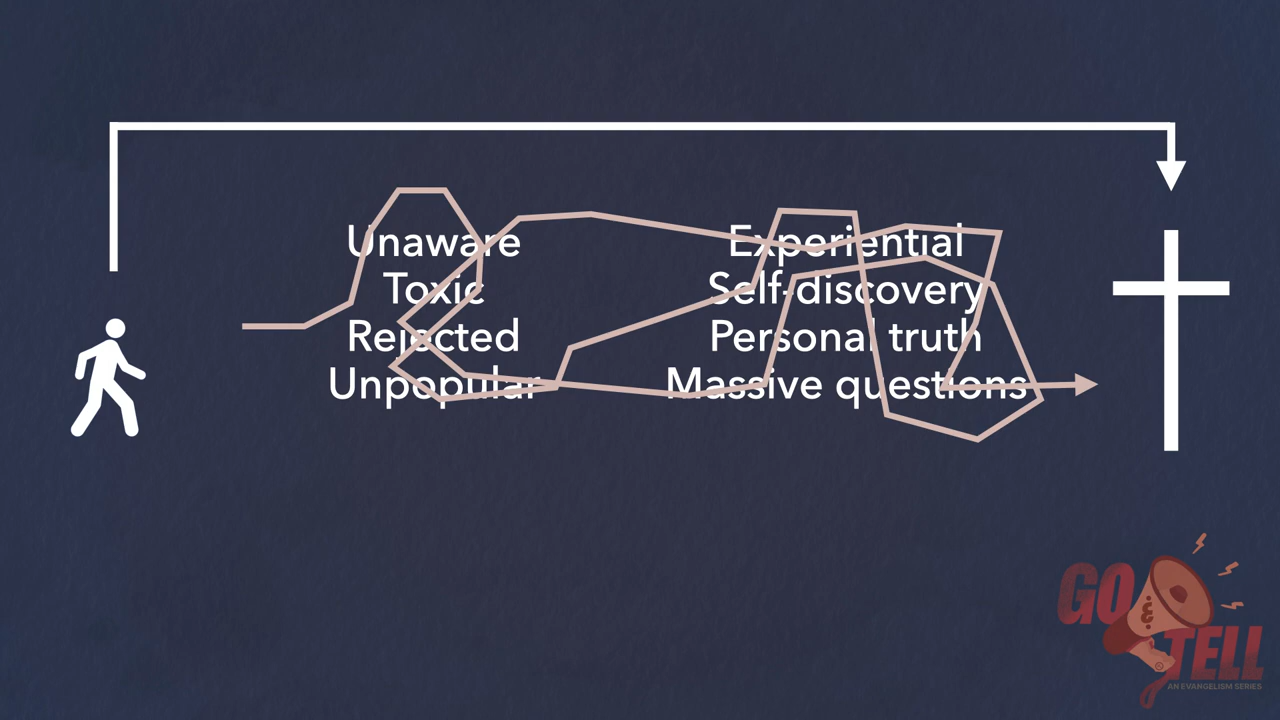 Unaware
Toxic
Rejected
Unpopular
Experiential
Self-discovery
Personal truth
Massive questions
GO
&
TELL
AN EVANGELISM SERIES